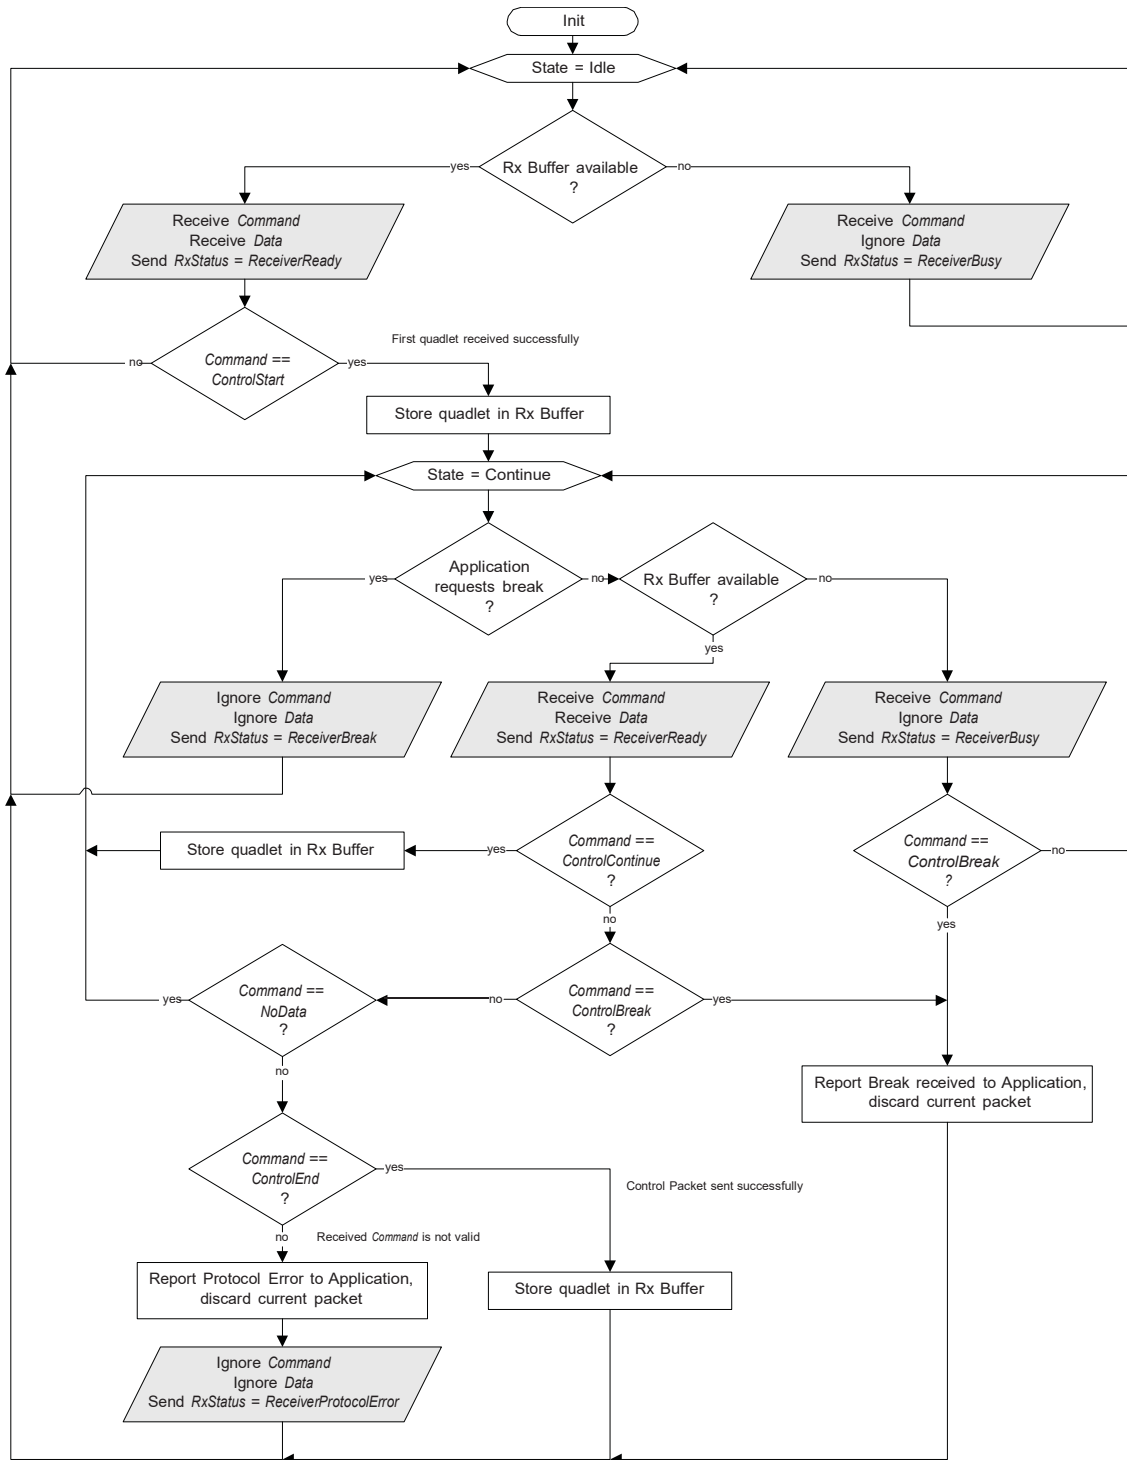 Init
State = Idle
Rx Buffer available
?
yes
no
Receive Command
Receive Data
Send RxStatus = ReceiverReady
Receive Command
Ignore Data
Send RxStatus = ReceiverBusy
First quadlet received successfully
Command ==
ControlStart
no
yes
Store quadlet in Rx Buffer
State = Continue
Application
requests break
?
yes
no
Rx Buffer available
?
no
yes
Ignore Command
Ignore Data
Send RxStatus = ReceiverBreak
Receive Command
Receive Data
Send RxStatus = ReceiverReady
Receive Command
Ignore Data
Send RxStatus = ReceiverBusy
Store quadlet in Rx Buffer
yes
Command ==
ControlContinue
?
no
Command ==
ControlBreak
?
no
yes
yes
Command ==
NoData
?
no
no
Command ==
ControlBreak
?
yes
Report Break received to Application,
discard current packet
Command ==
ControlEnd
?
yes
Control Packet sent successfully
no
Received Command is not valid
Report Protocol Error to Application,
discard current packet
Store quadlet in Rx Buffer
Ignore Command
Ignore Data
Send RxStatus = ReceiverProtocolError